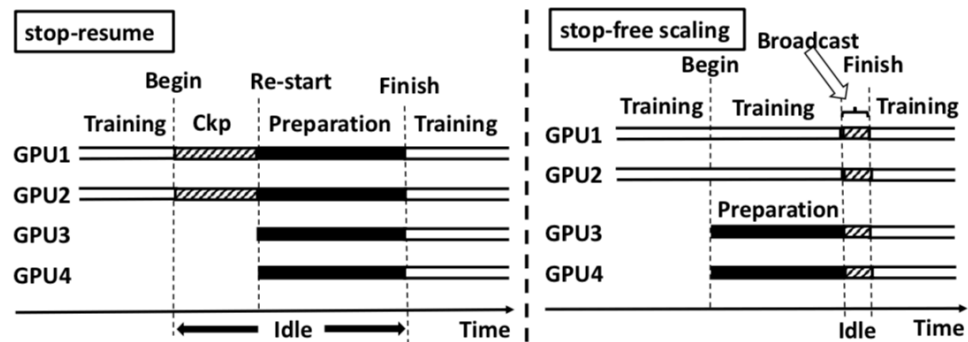 stop-resume
Begin Re-start Finish
Training Ckp Preparation Training
GPU1
GPU2
GPU3
GPU4
Idle Time
stop-free scaling
Broadcast
Begin Finish
Training Training Training
GPU1
GPU2
Preparation
GPU3
GPU4
Idle Time